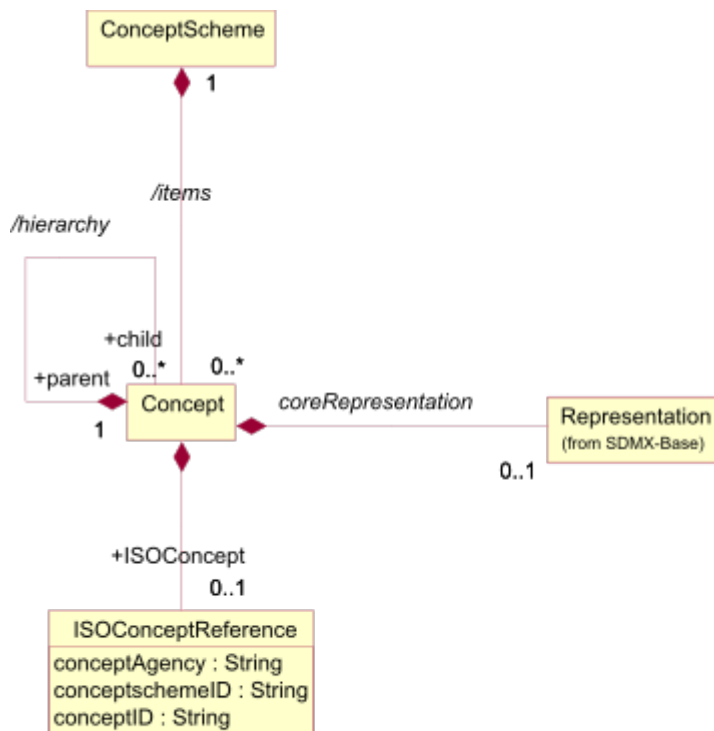 ConceptScheme
1
/items
/hierarchy
+child
0..*
0..*
+parent
1
Concept
coreRepresentation
Representation
(from SDMX-Base)
0..1
+ISOConcept
0..1
ISOConceptReference
conceptAgency : String
conceptschemeID : String
conceptID : String